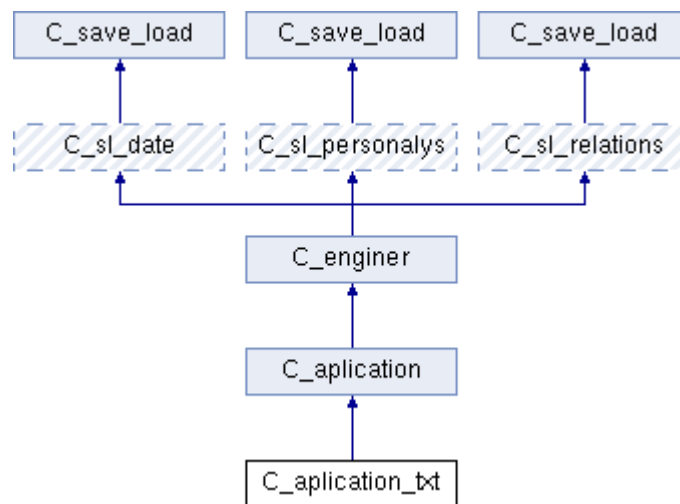 C_save_load
C_save_load
C_save_load
C_sl_date
C_sl_personalys
C_sl_relations
C_enginer
C_aplication
C_aplication_txt